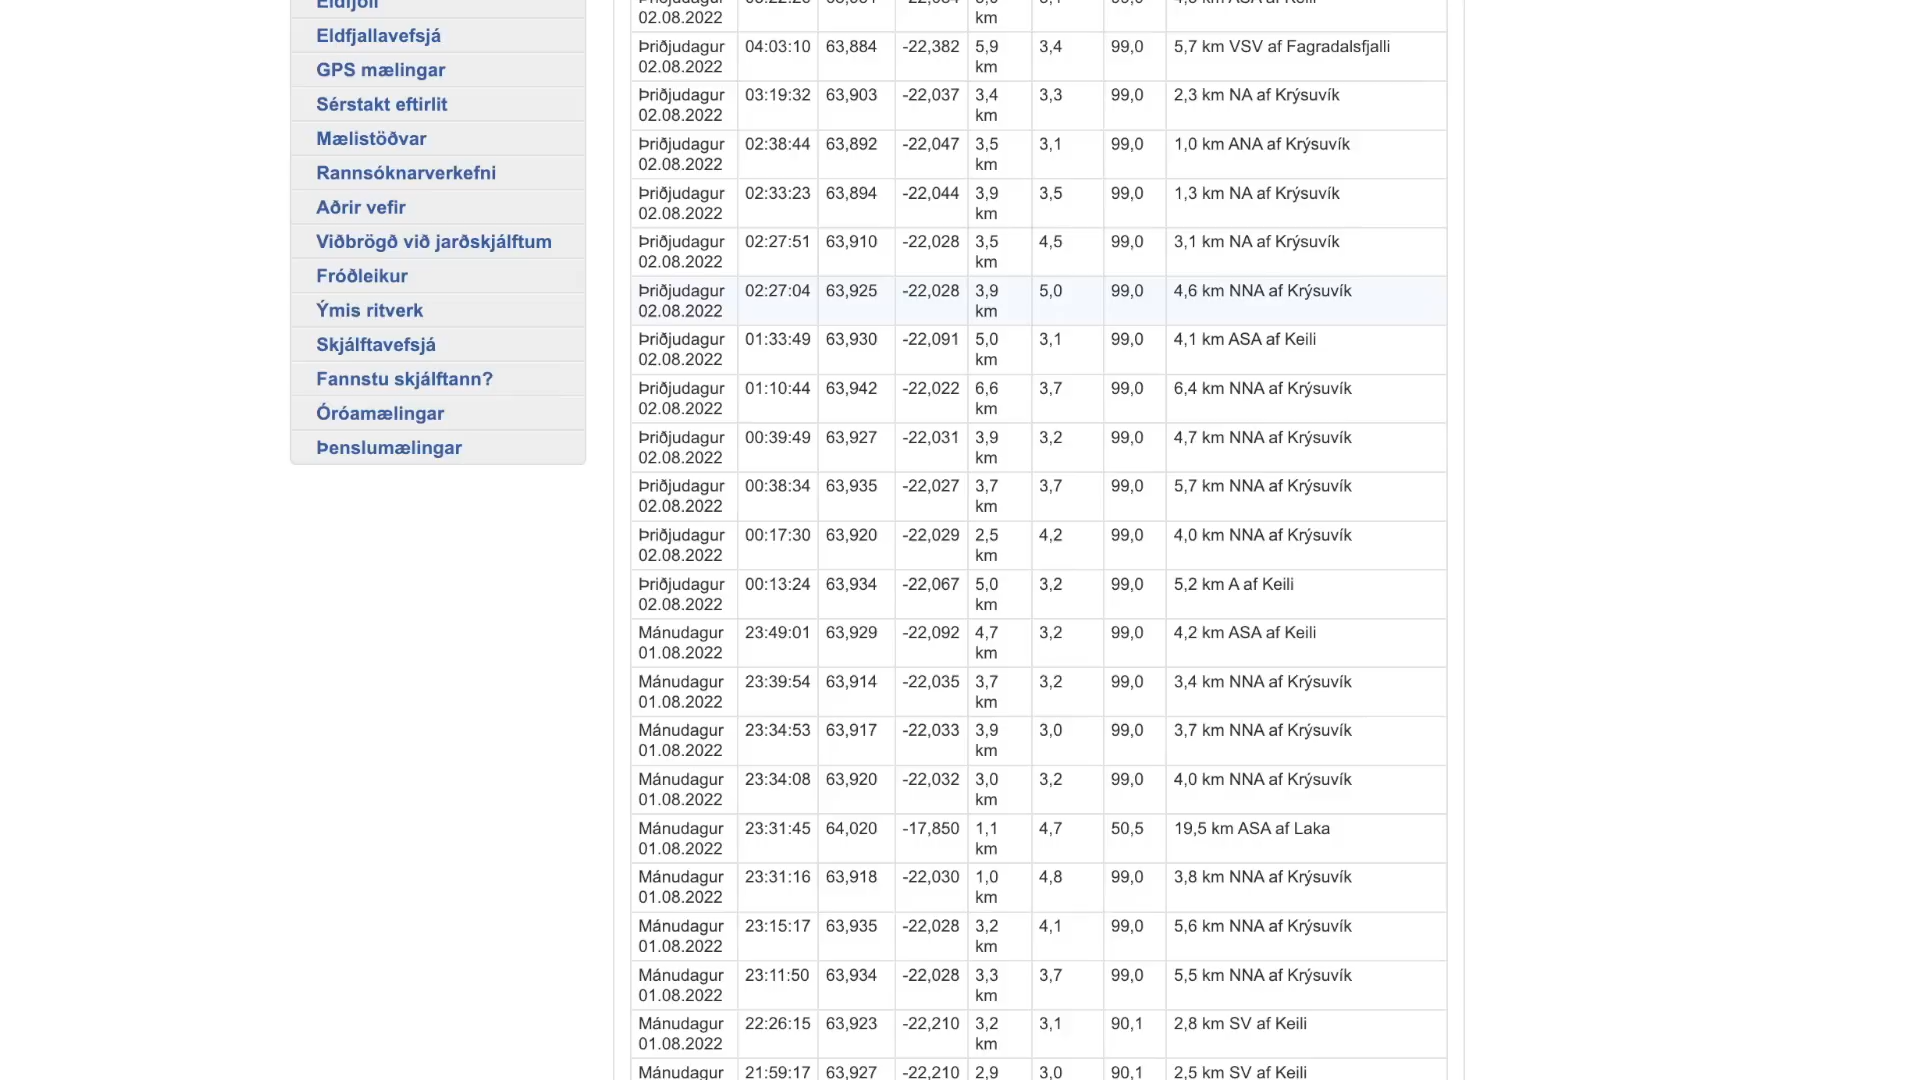 Eldfjöll
Eldfjallavefsjá
GPS mælingar
Sérstakt eftirlit
Mælistöðvar
Rannsóknarverkefni
Aðrir vefir
Viðbrögð við jarðskjálftum
Fróðleikur
Ýmis ritverk
Skjálftavefsjá
Fannstu skjálftann?
Óróamælingar
Þenslumælingar
02.08.2022 km
Þriðjudagur 04:03:10 63,884 -22,382 5,9 3,4 99,0 5,7 km VSV af Fagradalsfjalli
02.08.2022 km
Þriðjudagur 03:19:32 63,903 -22,037 3,4 3,3 99,0 2,3 km NA af Krýsuvík
02.08.2022 km
Þriðjudagur 02:38:44 63,892 -22,047 3,5 3,1 99,0 1,0 km ANA af Krýsuvík
02.08.2022 km
Þriðjudagur 02:33:23 63,894 -22,044 3,9 3,5 99,0 1,3 km NA af Krýsuvík
02.08.2022 km
Þriðjudagur 02:27:51 63,910 -22,028 3,5 4,5 99,0 3,1 km NA af Krýsuvík
02.08.2022 km
Þriðjudagur 02:27:04 63,925 -22,028 3,9 5,0 99,0 4,6 km NNA af Krýsuvík
02.08.2022 km
Þriðjudagur 01:33:49 63,930 -22,091 5,0 3,1 99,0 4,1 km ASA af Keili
02.08.2022 km
Þriðjudagur 01:10:44 63,942 -22,022 6,6 3,7 99,0 6,4 km NNA af Krýsuvík
02.08.2022 km
Þriðjudagur 00:39:49 63,927 -22,031 3,9 3,2 99,0 4,7 km NNA af Krýsuvík
02.08.2022 km
Þriðjudagur 00:38:34 63,935 -22,027 3,7 3,7 99,0 5,7 km NNA af Krýsuvík
02.08.2022 km
Þriðjudagur 00:17:30 63,920 -22,029 2,5 4,2 99,0 4,0 km NNA af Krýsuvík
02.08.2022 km
Þriðjudagur 00:13:24 63,934 -22,067 5,0 3,2 99,0 5,2 km A af Keili
02.08.2022 km
Mánudagur 23:49:01 63,929 -22,092 4,7 3,2 99,0 4,2 km ASA af Keili
01.08.2022 km
Mánudagur 23:39:54 63,914 -22,035 3,7 3,2 99,0 3,4 km NNA af Krýsuvík
01.08.2022 km
Mánudagur 23:34:53 63,917 -22,033 3,9 3,0 99,0 3,7 km NNA af Krýsuvík
01.08.2022 km
Mánudagur 23:34:08 63,920 -22,032 3,0 3,2 99,0 4,0 km NNA af Krýsuvík
01.08.2022 km
Mánudagur 23:31:45 64,020 -17,850 1,1 4,7 50,5 19,5 km ASA af Laka
01.08.2022 km
Mánudagur 23:31:16 63,918 -22,030 1,0 4,8 99,0 3,8 km NNA af Krýsuvík
01.08.2022 km
Mánudagur 23:15:17 63,935 -22,028 3,2 4,1 99,0 5,6 km NNA af Krýsuvík
01.08.2022 km
Mánudagur 23:11:50 63,934 -22,028 3,3 3,7 99,0 5,5 km NNA af Krýsuvík
01.08.2022 km
Mánudagur 22:26:15 63,923 -22,210 3,2 3,1 90,1 2,8 km SV af Keili
01.08.2022 km
Mánudagur 21:59:17 63,927 -22,210 2,9 3,0 90,1 2,5 km SV af Keili